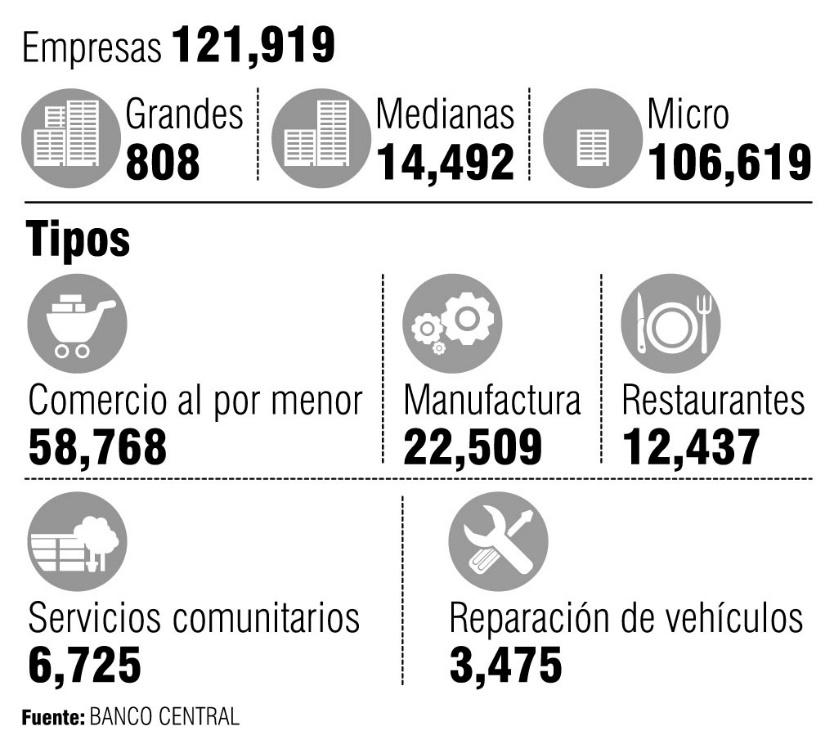 Empresas 121,919
Grandes
808
Medianas
14,492
Micro
106,619
Tipos
Comercio al por menor
58,768
Manufactura
22,509
Restaurantes
12,437
Servicios comunitarios
6,725
Reparación de vehículos
3,475
Fuente: BANCO CENTRAL